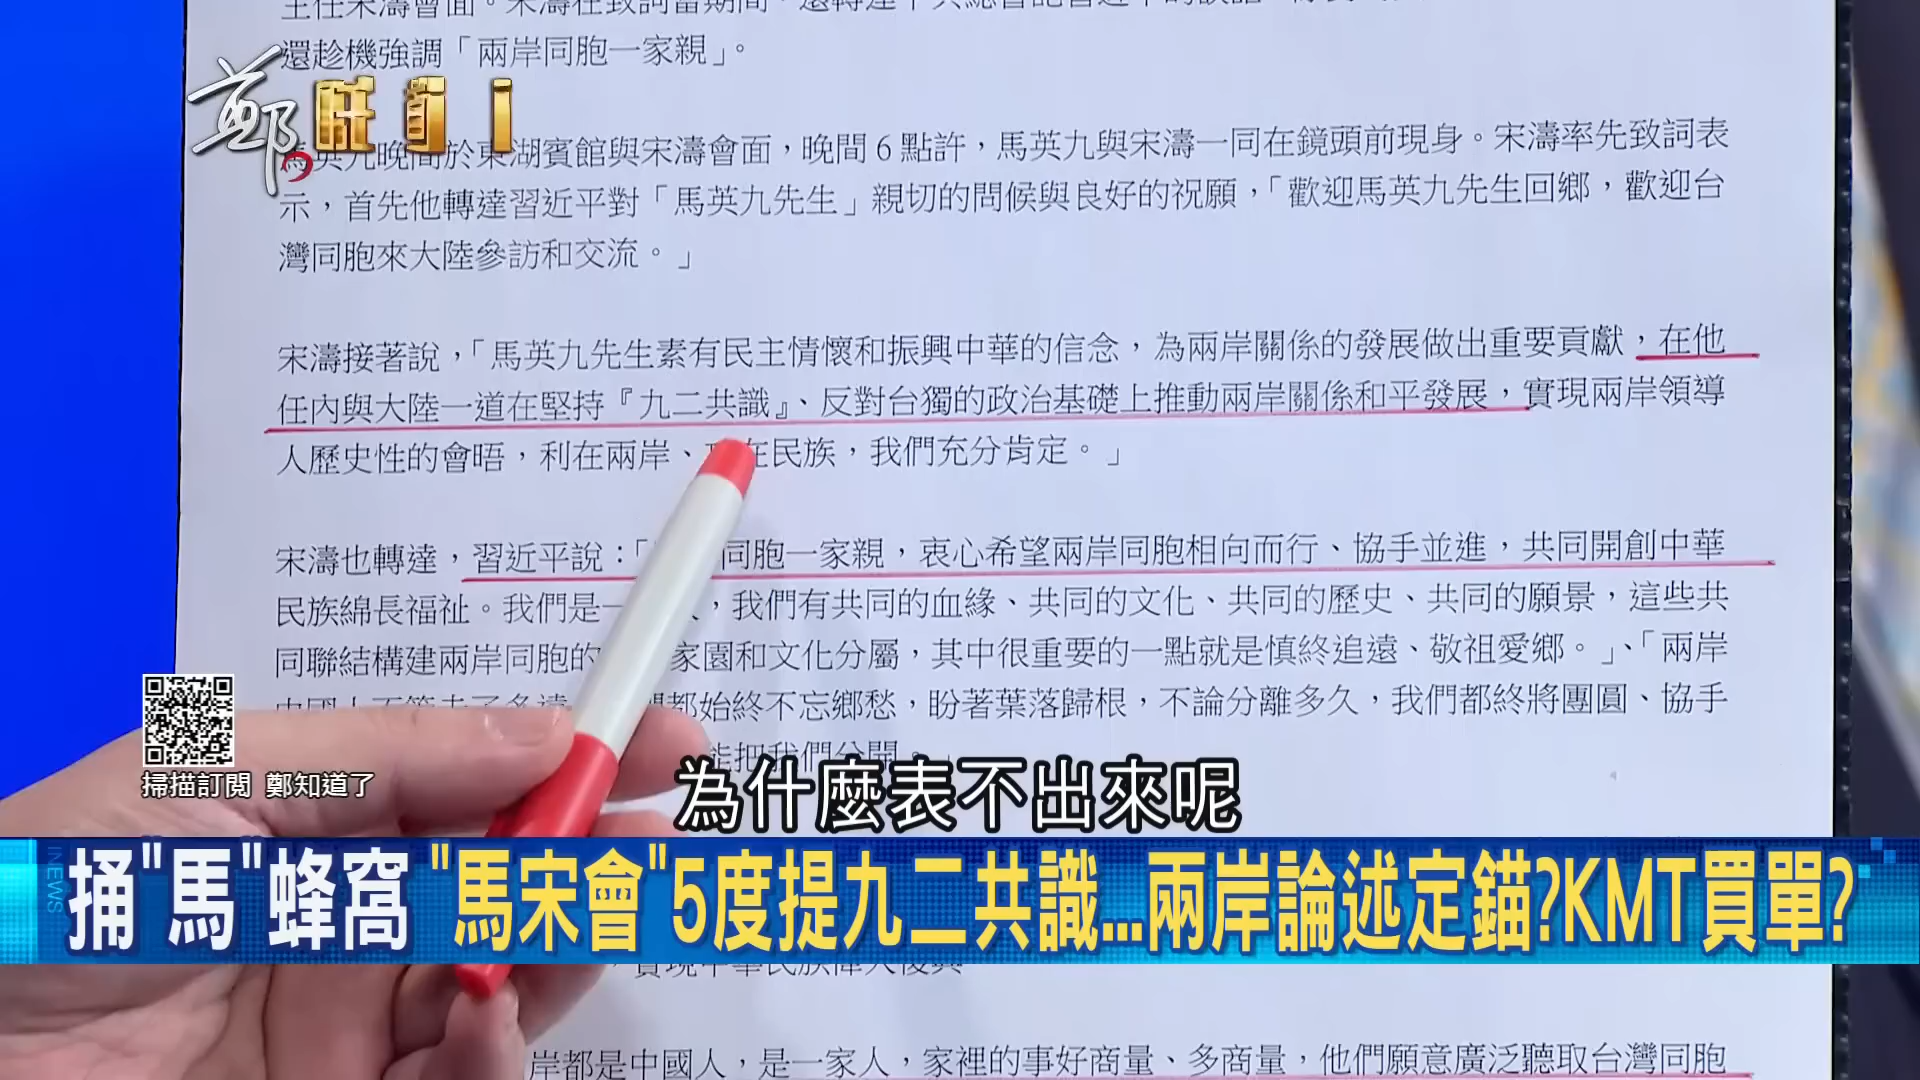 還趁機強調「兩岸同胞一家親」。
鄭
馬英九晚間於東湖賓館與宋濤會面，晚間6點許，馬英九與宋濤一同在鏡頭前現身。宋濤率先致詞表
示，首先他轉達習近平對「馬英九先生」親切的問候與良好的祝願，「歡迎馬英九先生回鄉，歡迎台
灣同胞來大陸參訪和交流。」
宋濤接著說，「馬英九先生素有民主情懷和振興中華的信念，為兩岸關係的發展做出重要貢獻，在他
任內與大陸一道在堅持『九二共識』、反對台獨的政治基礎上推動兩岸關係和平發展，實現兩岸領導
人歷史性的會晤，利在兩岸、在民族，我們充分肯定。」
宋濤也轉達，習近平說：「同胞一家親，衷心希望兩岸同胞相向而行、協手並進，共同開創中華
民族綿長福祉。我們是一，我們有共同的血緣、共同的文化、共同的歷史、共同的願景，這些共
同聯結構建兩岸同胞的家園和文化分屬，其中很重要的一點就是慎終追遠、敬祖愛鄉。」、「兩岸
都始終不忘鄉愁，盼著葉落歸根，不論分離多久，我們都終將團圓、協手
能把我們分開。」
掃描訂閱 鄭知道了
為什麼表不出來呢
INEWS
捅"馬"蜂窩 "馬宋會"5度提九二共識...兩岸論述定錨?KMT買單?
岸都是中國人，是一家人，家裡的事好商量、多商量，他們願意廣泛聽取台灣同胞